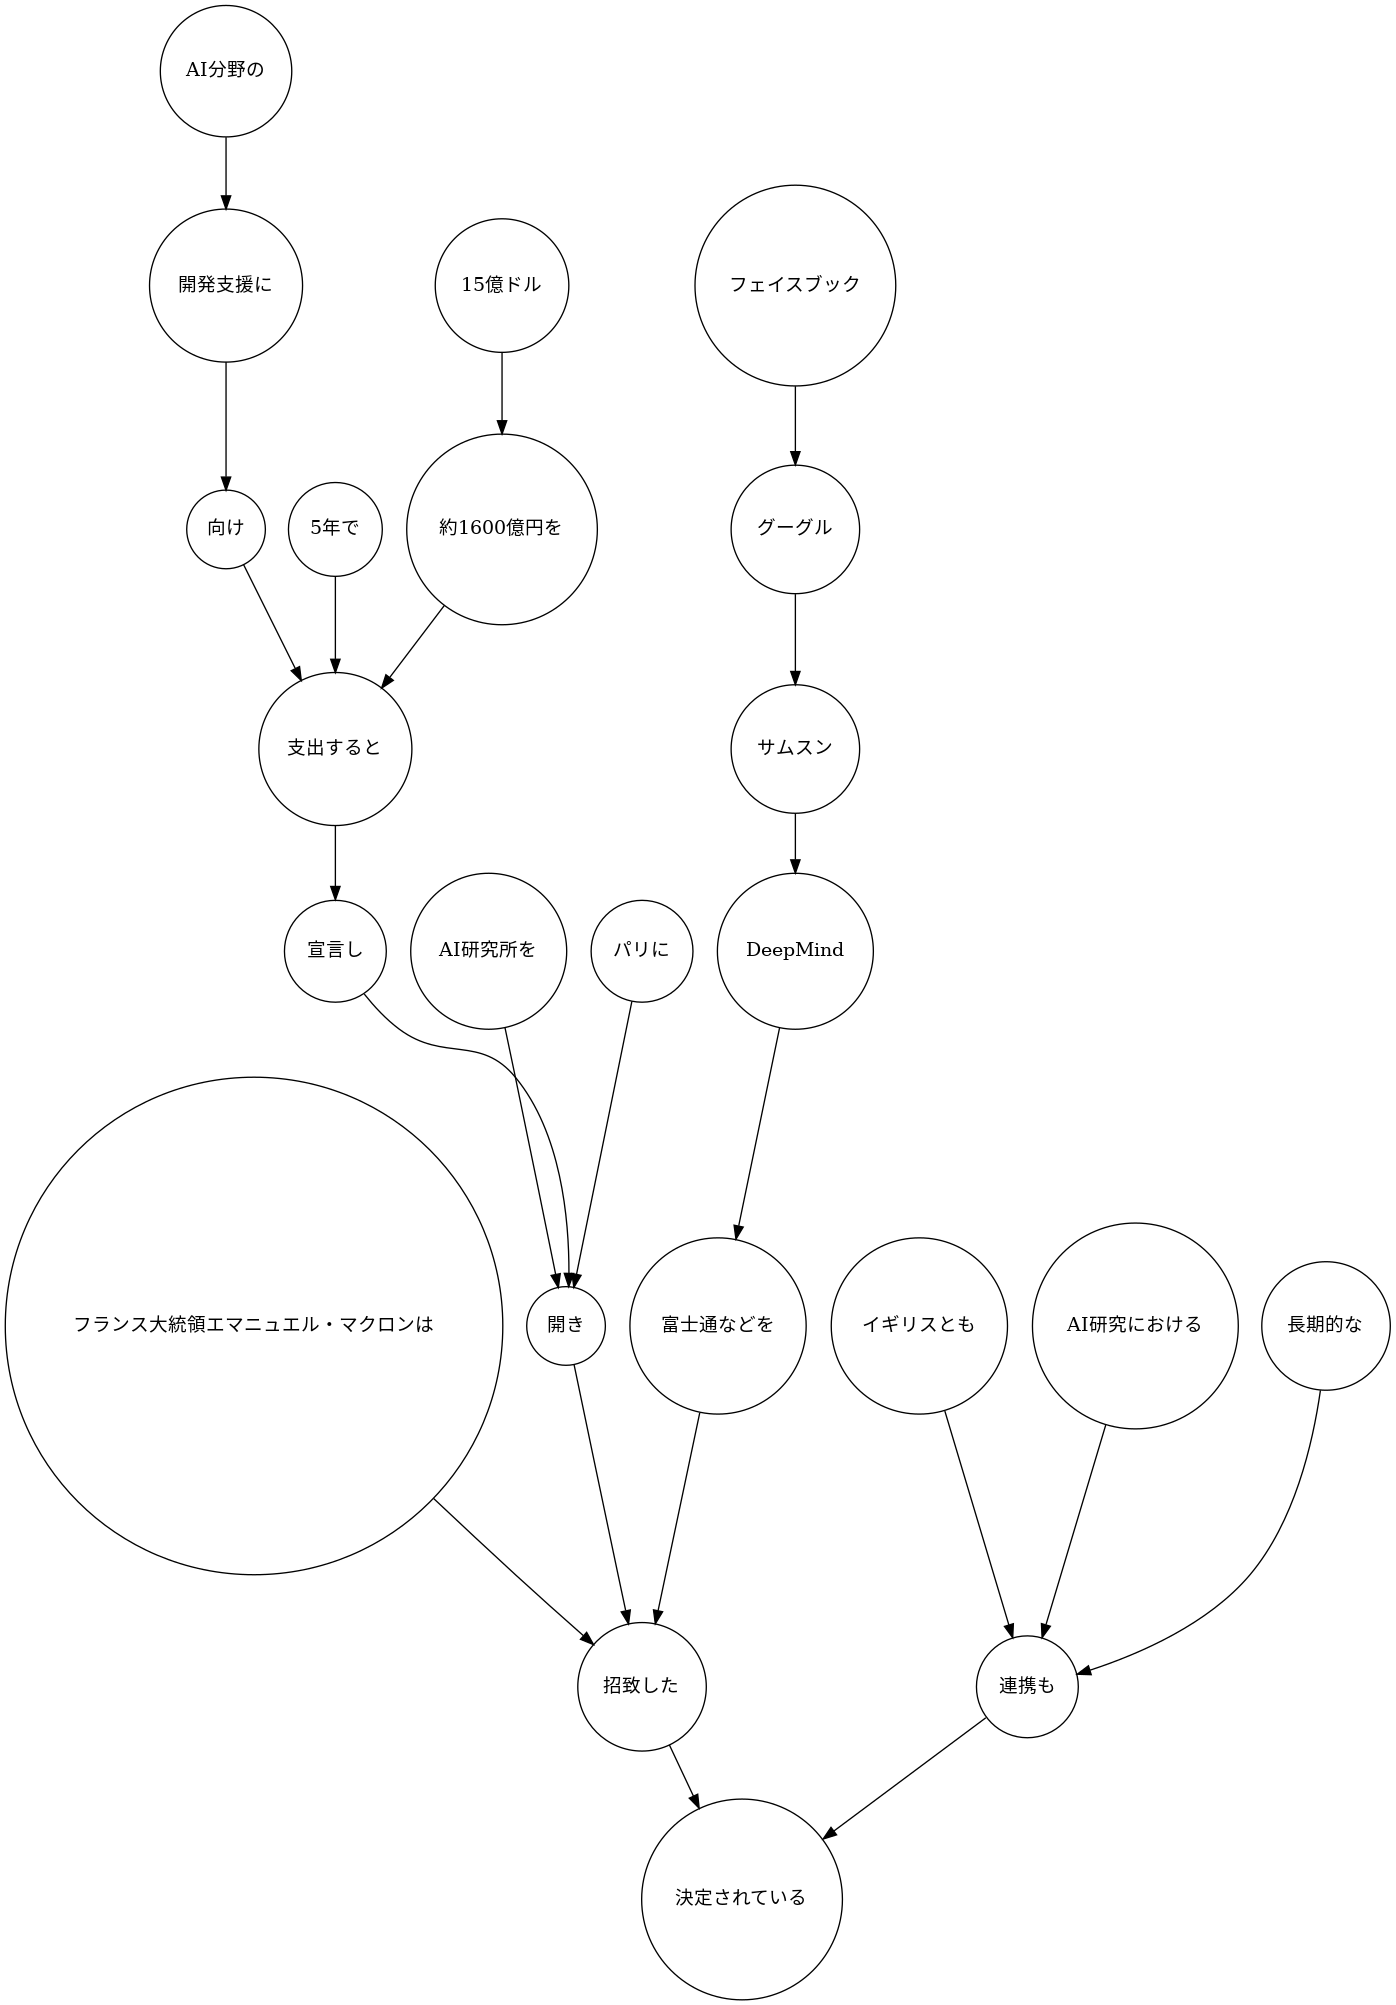 AI分野の
開発支援に
15億ドル
フェイスブック
向け
5年で
約1600億円を
グーグル
支出すると
サムスン
宣言し
AI研究所を
パリに
DeepMind
フランス大統領エマニュエル・マクロンは
開き
富士通などを
イギリスとも
AI研究における
長期的な
招致した
連携も
決定されている